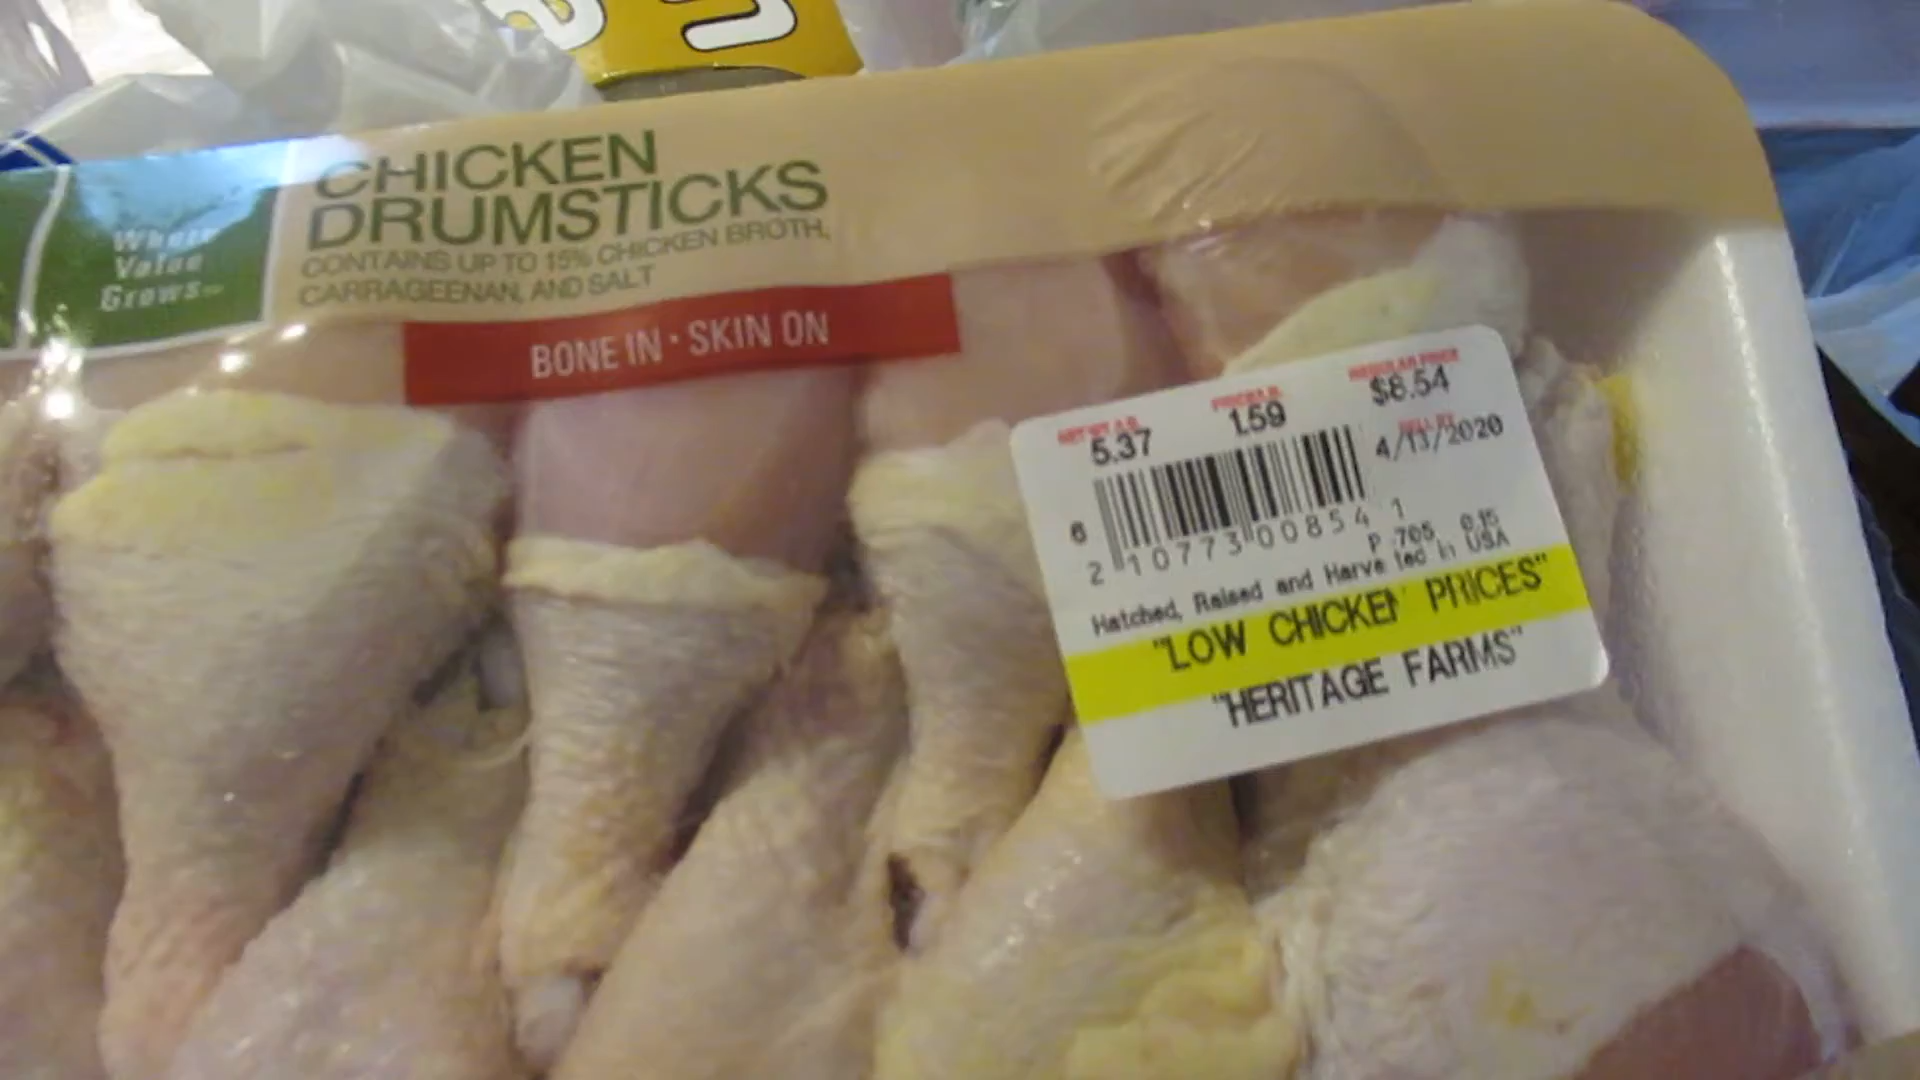 CHICKEN
DRUMSTICKS
CONTAINS UP TO 15% CHICKEN BROTH,
CARRAGEENAN, AND SALT
Where
Value
Grows
BONE IN · SKIN ON
NET WT LB
PRICE/LB
REGULAR PRICE
5.37
1.59
$8.54
SELL BY
4/13/2020
6
2 10773 00854 1
P 705 0.15
Hatched, Raised and Harvested in USA
"LOW CHICKEN PRICES"
"HERITAGE FARMS"